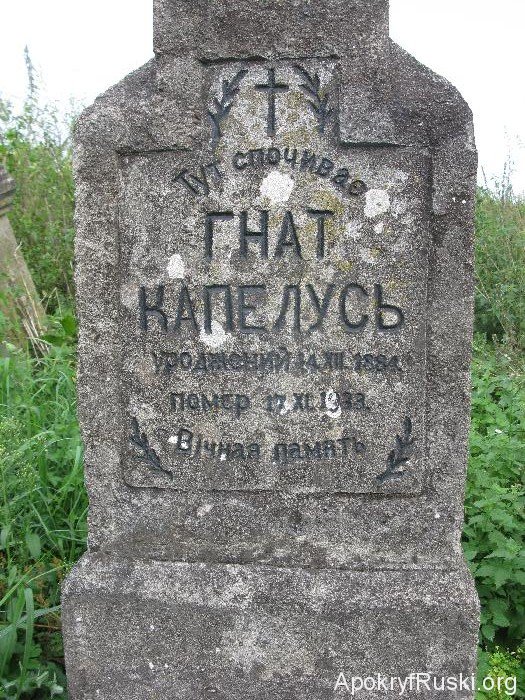 Тут спочиває
ГНАТ
КАПЕЛУСЬ
уроджений 14.XII.1884.
помер 17.XI.1933.
Вічная память
ApokryfRuski.org